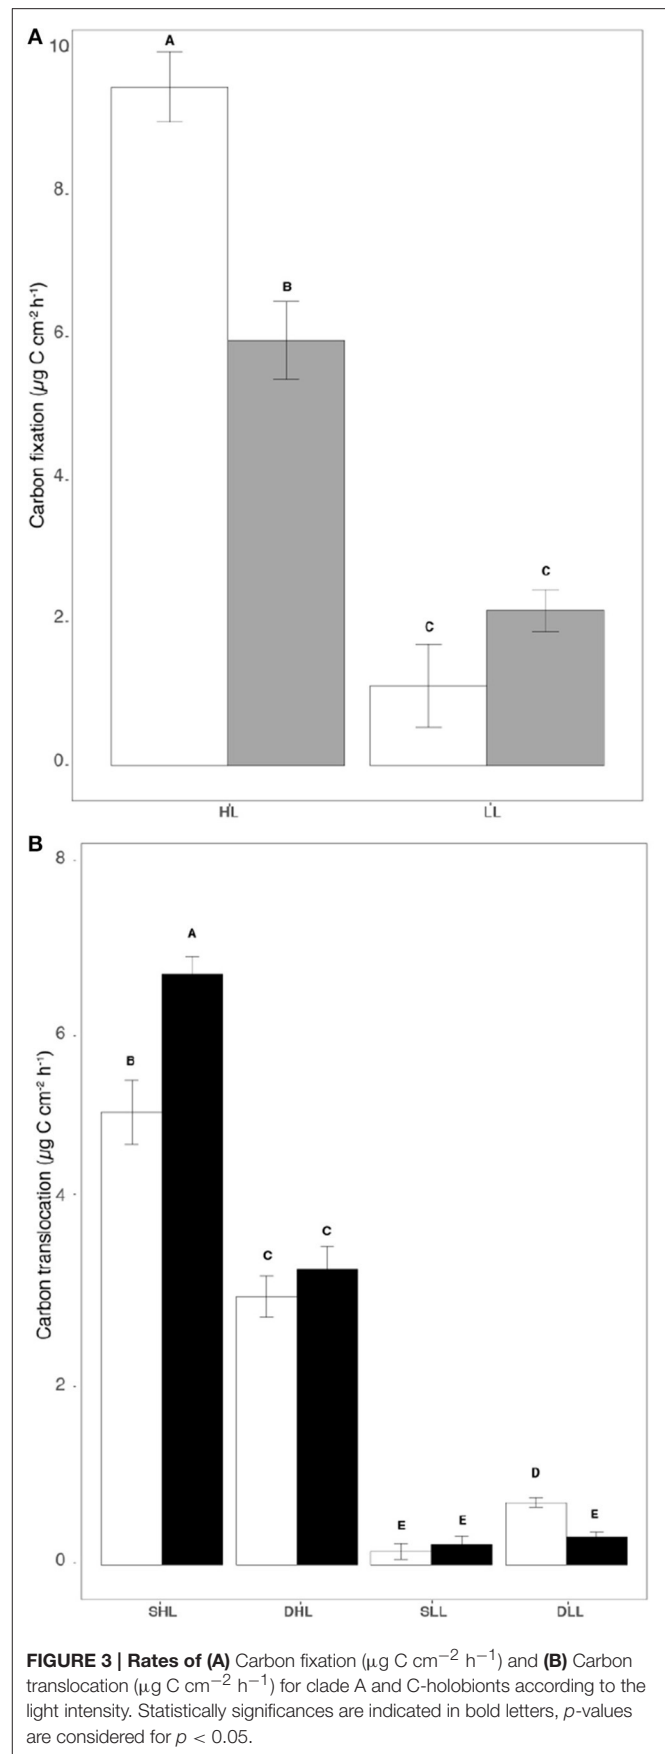 A
Carbon fixation (µg C cm⁻² h⁻¹)
10
8.
6.
4.
2.
0.
A
B
C
C
HL
LL
B
Carbon translocation (µg C cm⁻² h⁻¹)
8
6
4
2
0
B
A
C
C
E
E
D
E
SHL
DHL
SLL
DLL
FIGURE 3 | Rates of (A) Carbon fixation (μg C cm⁻² h⁻¹) and (B) Carbon
translocation (μg C cm⁻² h⁻¹) for clade A and C-holobionts according to the
light intensity. Statistically significances are indicated in bold letters, p-values
are considered for p < 0.05.